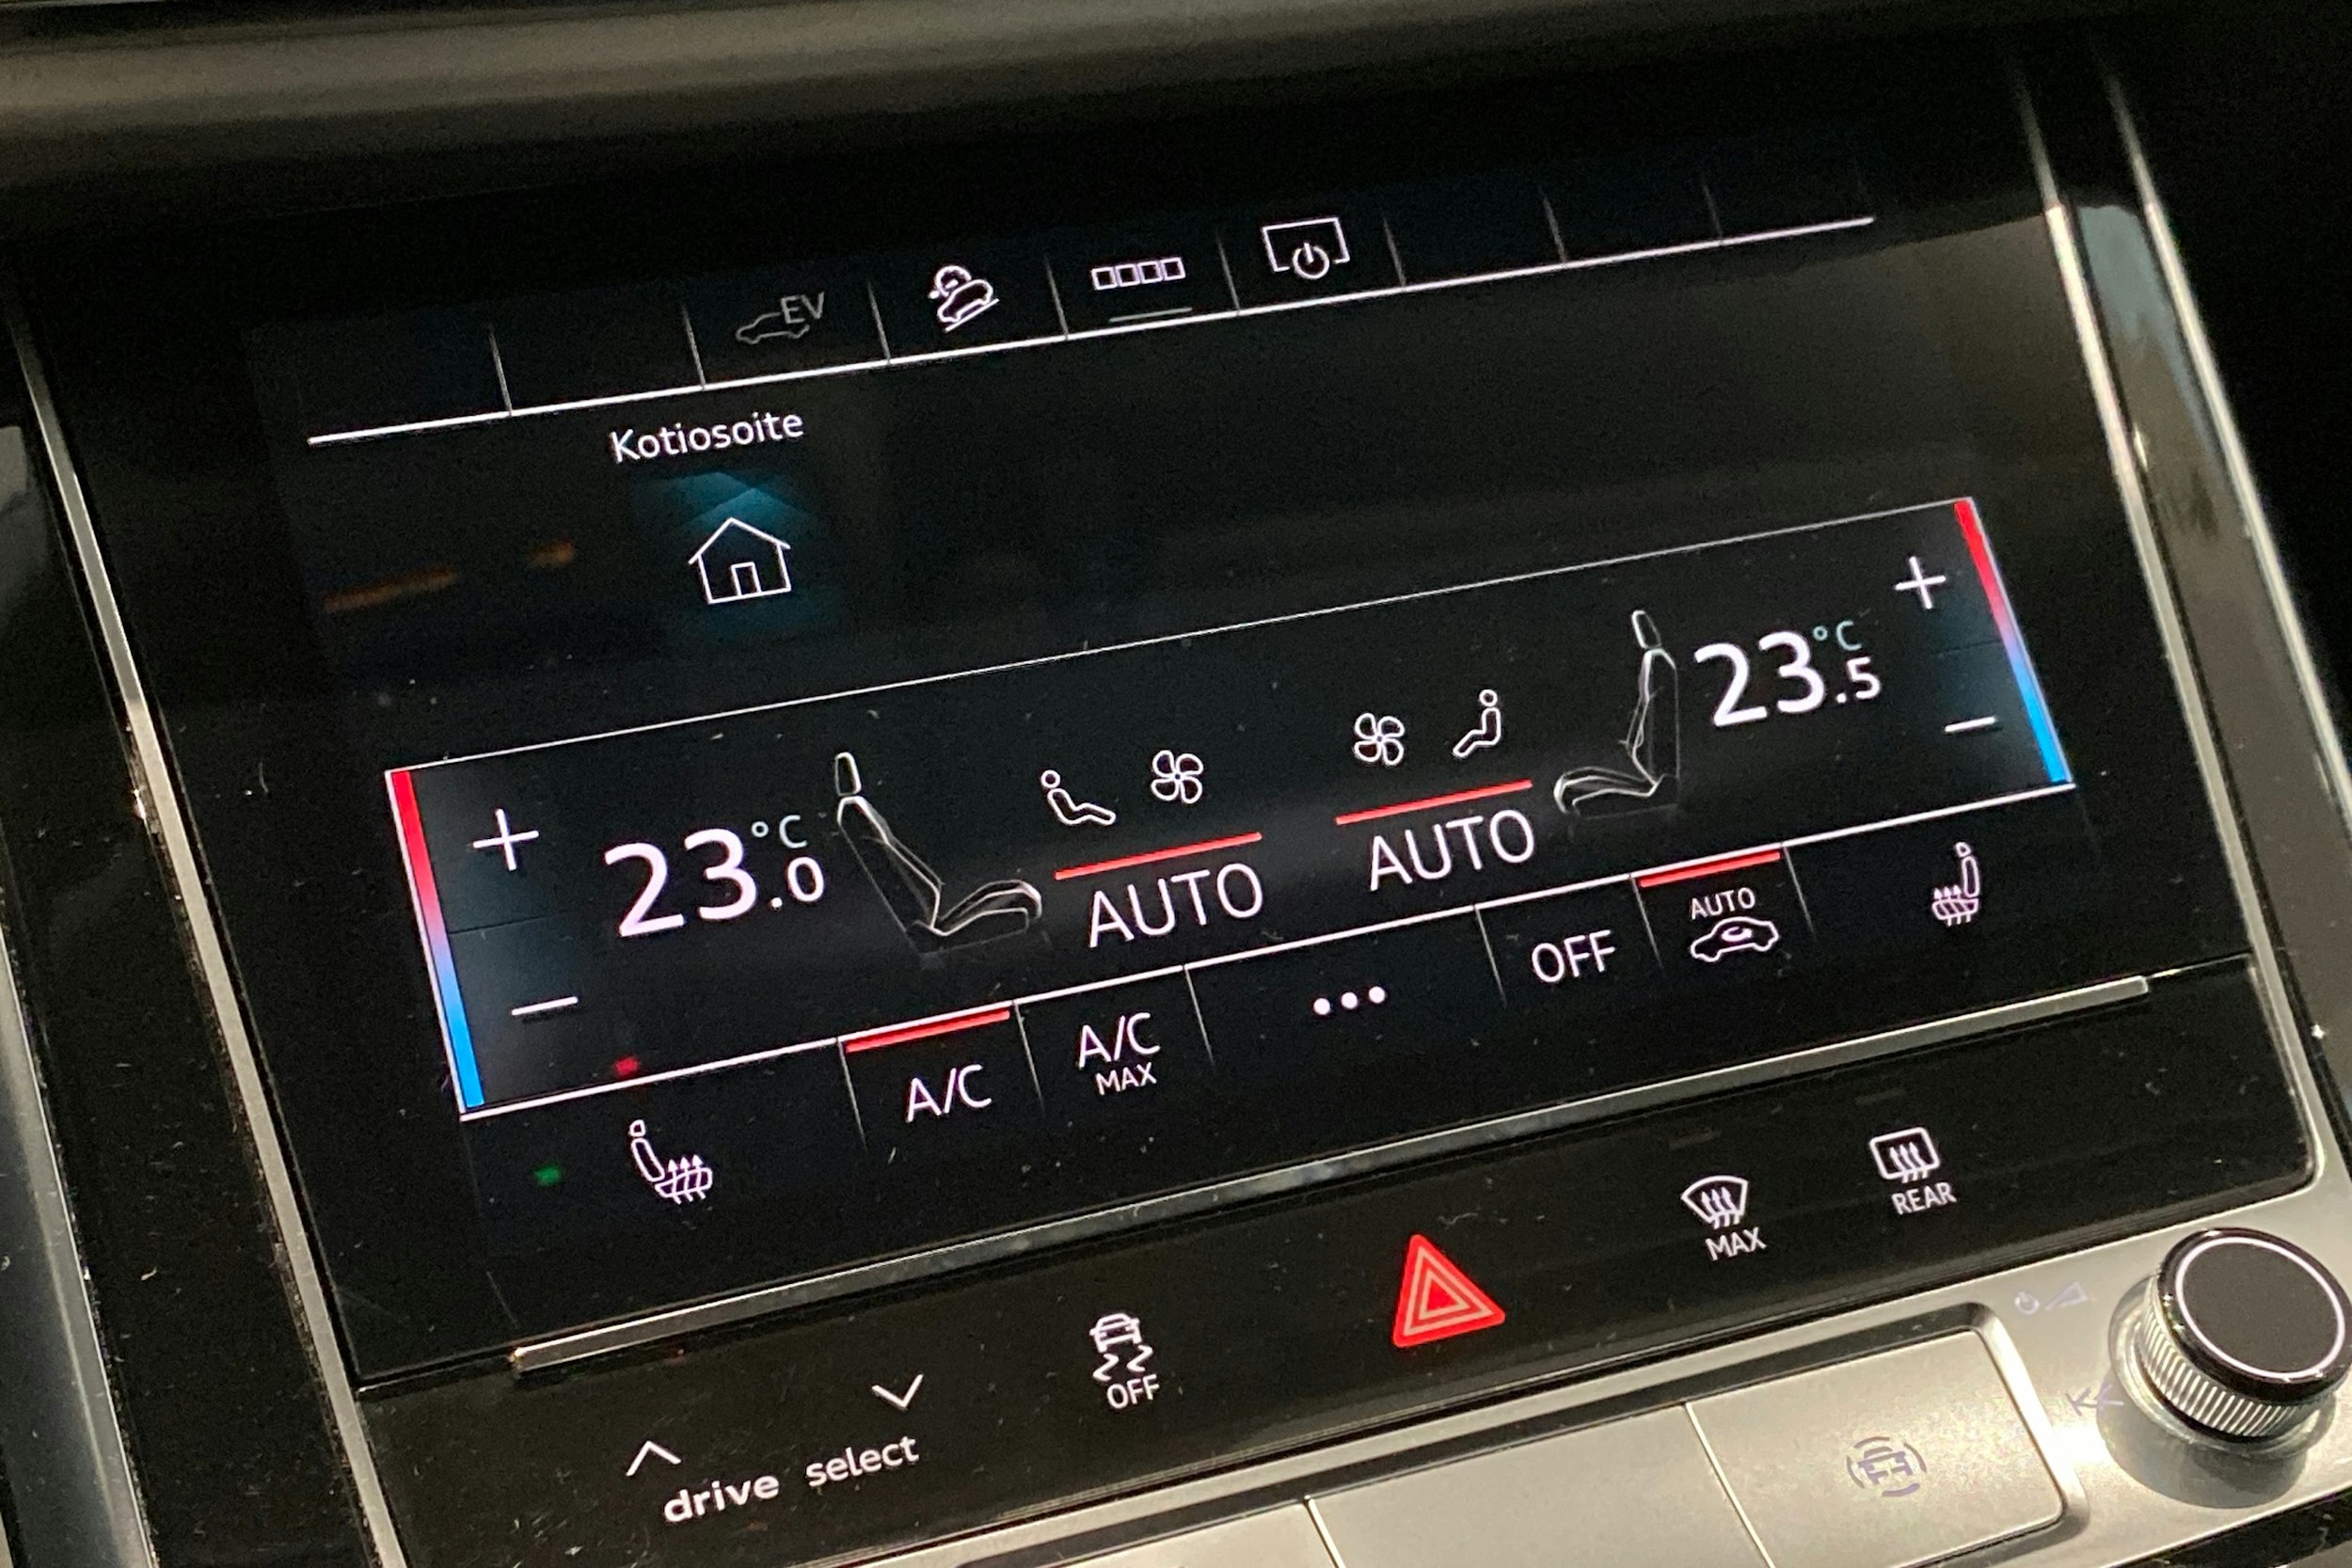 EV
Kotiosoite
23.0 °C
AUTO
AUTO
23.5 °C
A/C
A/C
MAX
OFF
AUTO
MAX
REAR
OFF
drive select